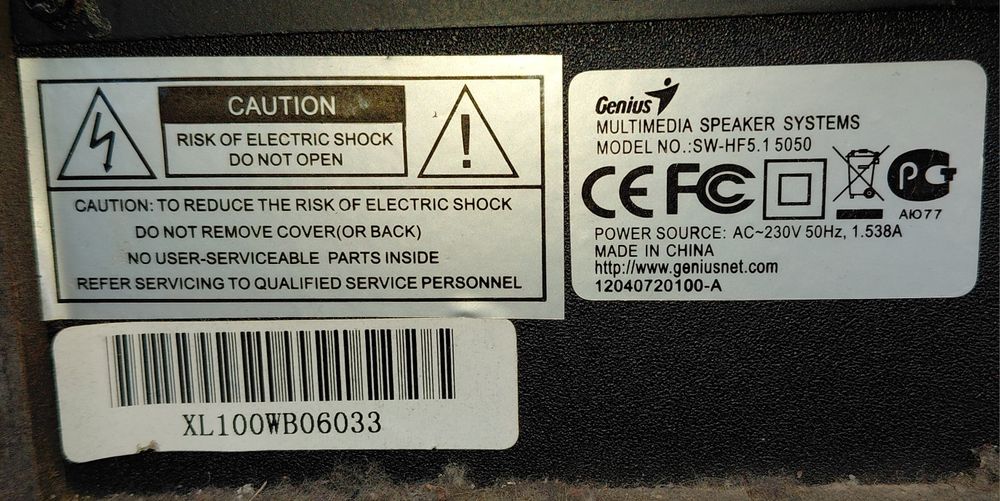 CAUTION
RISK OF ELECTRIC SHOCK
DO NOT OPEN
CAUTION: TO REDUCE THE RISK OF ELECTRIC SHOCK
DO NOT REMOVE COVER(OR BACK)
NO USER-SERVICEABLE PARTS INSIDE
REFER SERVICING TO QUALIFIED SERVICE PERSONNEL
XL100WB06033
Genius
MULTIMEDIA SPEAKER SYSTEMS
MODEL NO.:SW-HF5.1 5050
CE FC PG
АЮ77
POWER SOURCE: AC~230V 50Hz, 1.538A
MADE IN CHINA
http://www.geniusnet.com
12040720100-A